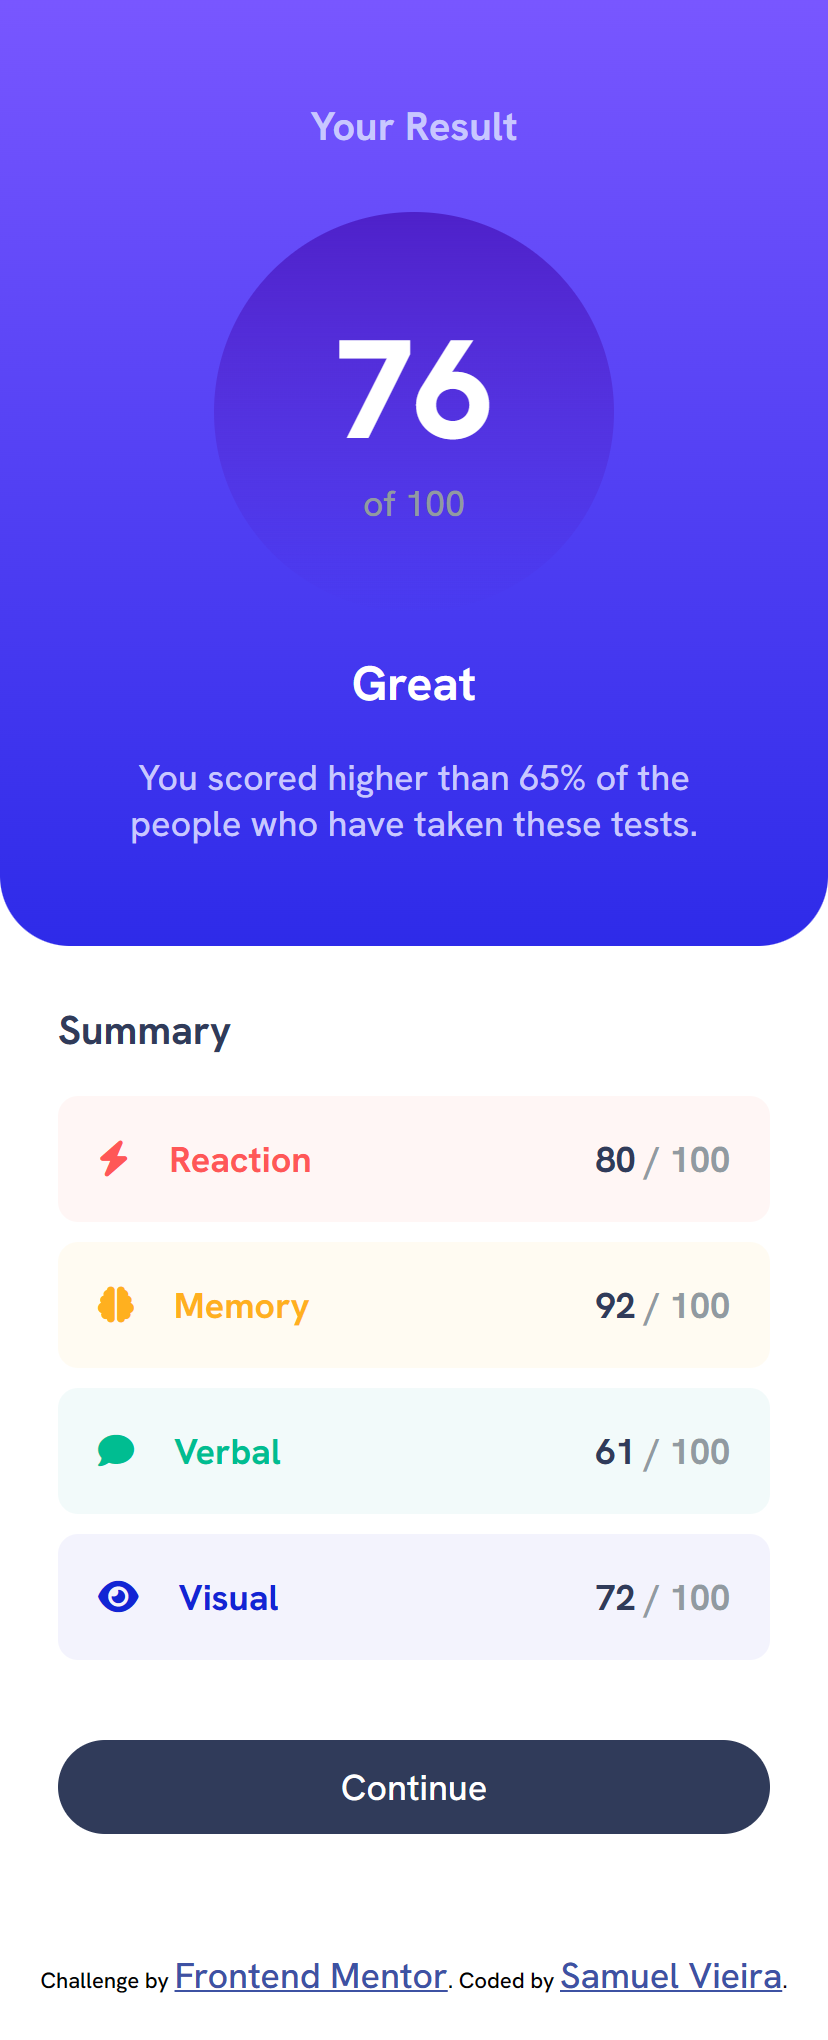 Your Result
76
of 100
Great
You scored higher than 65% of the
people who have taken these tests.
Summary
Reaction 80 / 100
Memory 92 / 100
Verbal 61 / 100
Visual 72 / 100
Continue
Challenge by Frontend Mentor. Coded by Samuel Vieira.